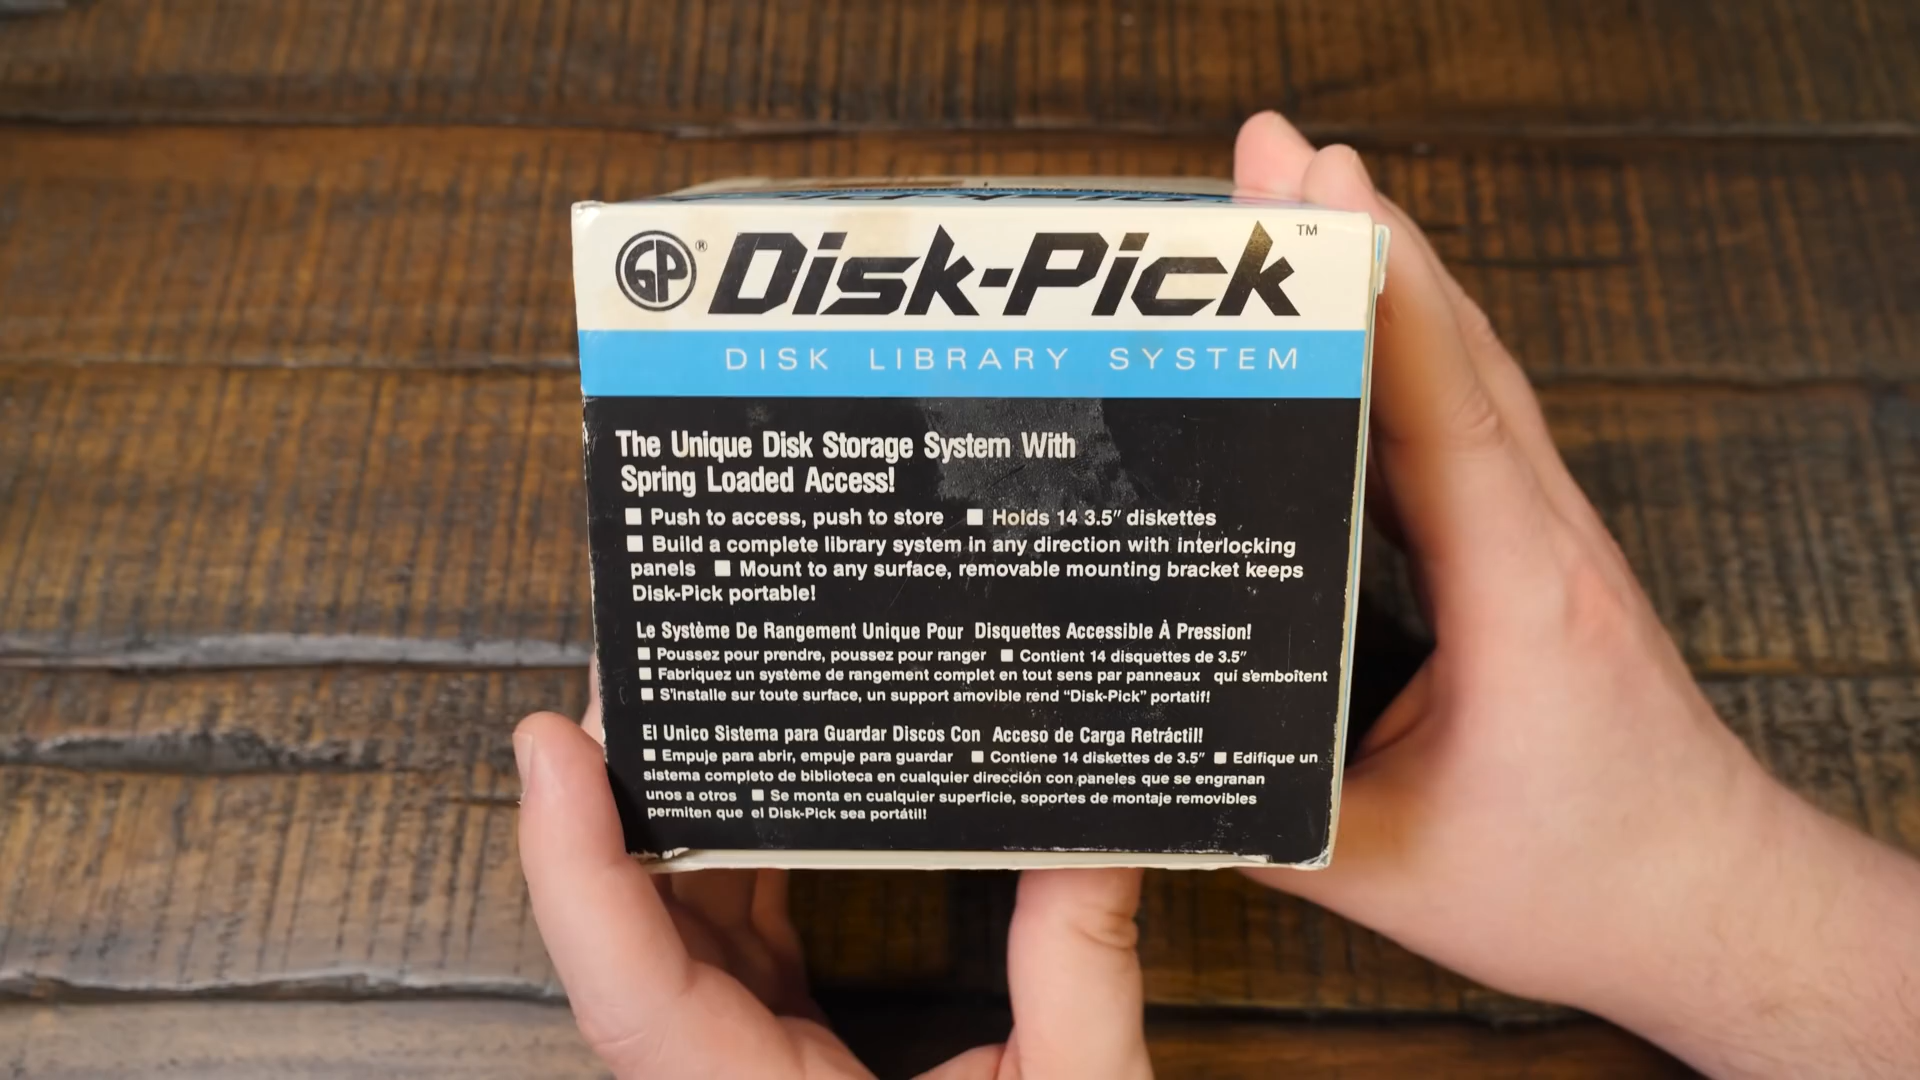 GP® Disk-Pick™
DISK LIBRARY SYSTEM
The Unique Disk Storage System With
Spring Loaded Access!
■ Push to access, push to store ■ Holds 14 3.5″ diskettes
■ Build a complete library system in any direction with interlocking
panels ■ Mount to any surface, removable mounting bracket keeps
Disk-Pick portable!
Le Système De Rangement Unique Pour Disquettes Accessible À Pression!
■ Poussez pour prendre, poussez pour ranger ■ Contient 14 disquettes de 3.5″
■ Fabriquez un système de rangement complet en tout sens par panneaux qui s'emboîtent
■ S'installe sur toute surface, un support amovible rend “Disk-Pick” portatif!
El Unico Sistema para Guardar Discos Con Acceso de Carga Retráctil!
■ Empuje para abrir, empuje para guardar ■ Contiene 14 diskettes de 3.5″ ■ Edifique un
sistema completo de biblioteca en cualquier dirección con paneles que se engranan
unos a otros ■ Se monta en cualquier superficie, soportes de montaje removibles
permiten que el Disk-Pick sea portátil!